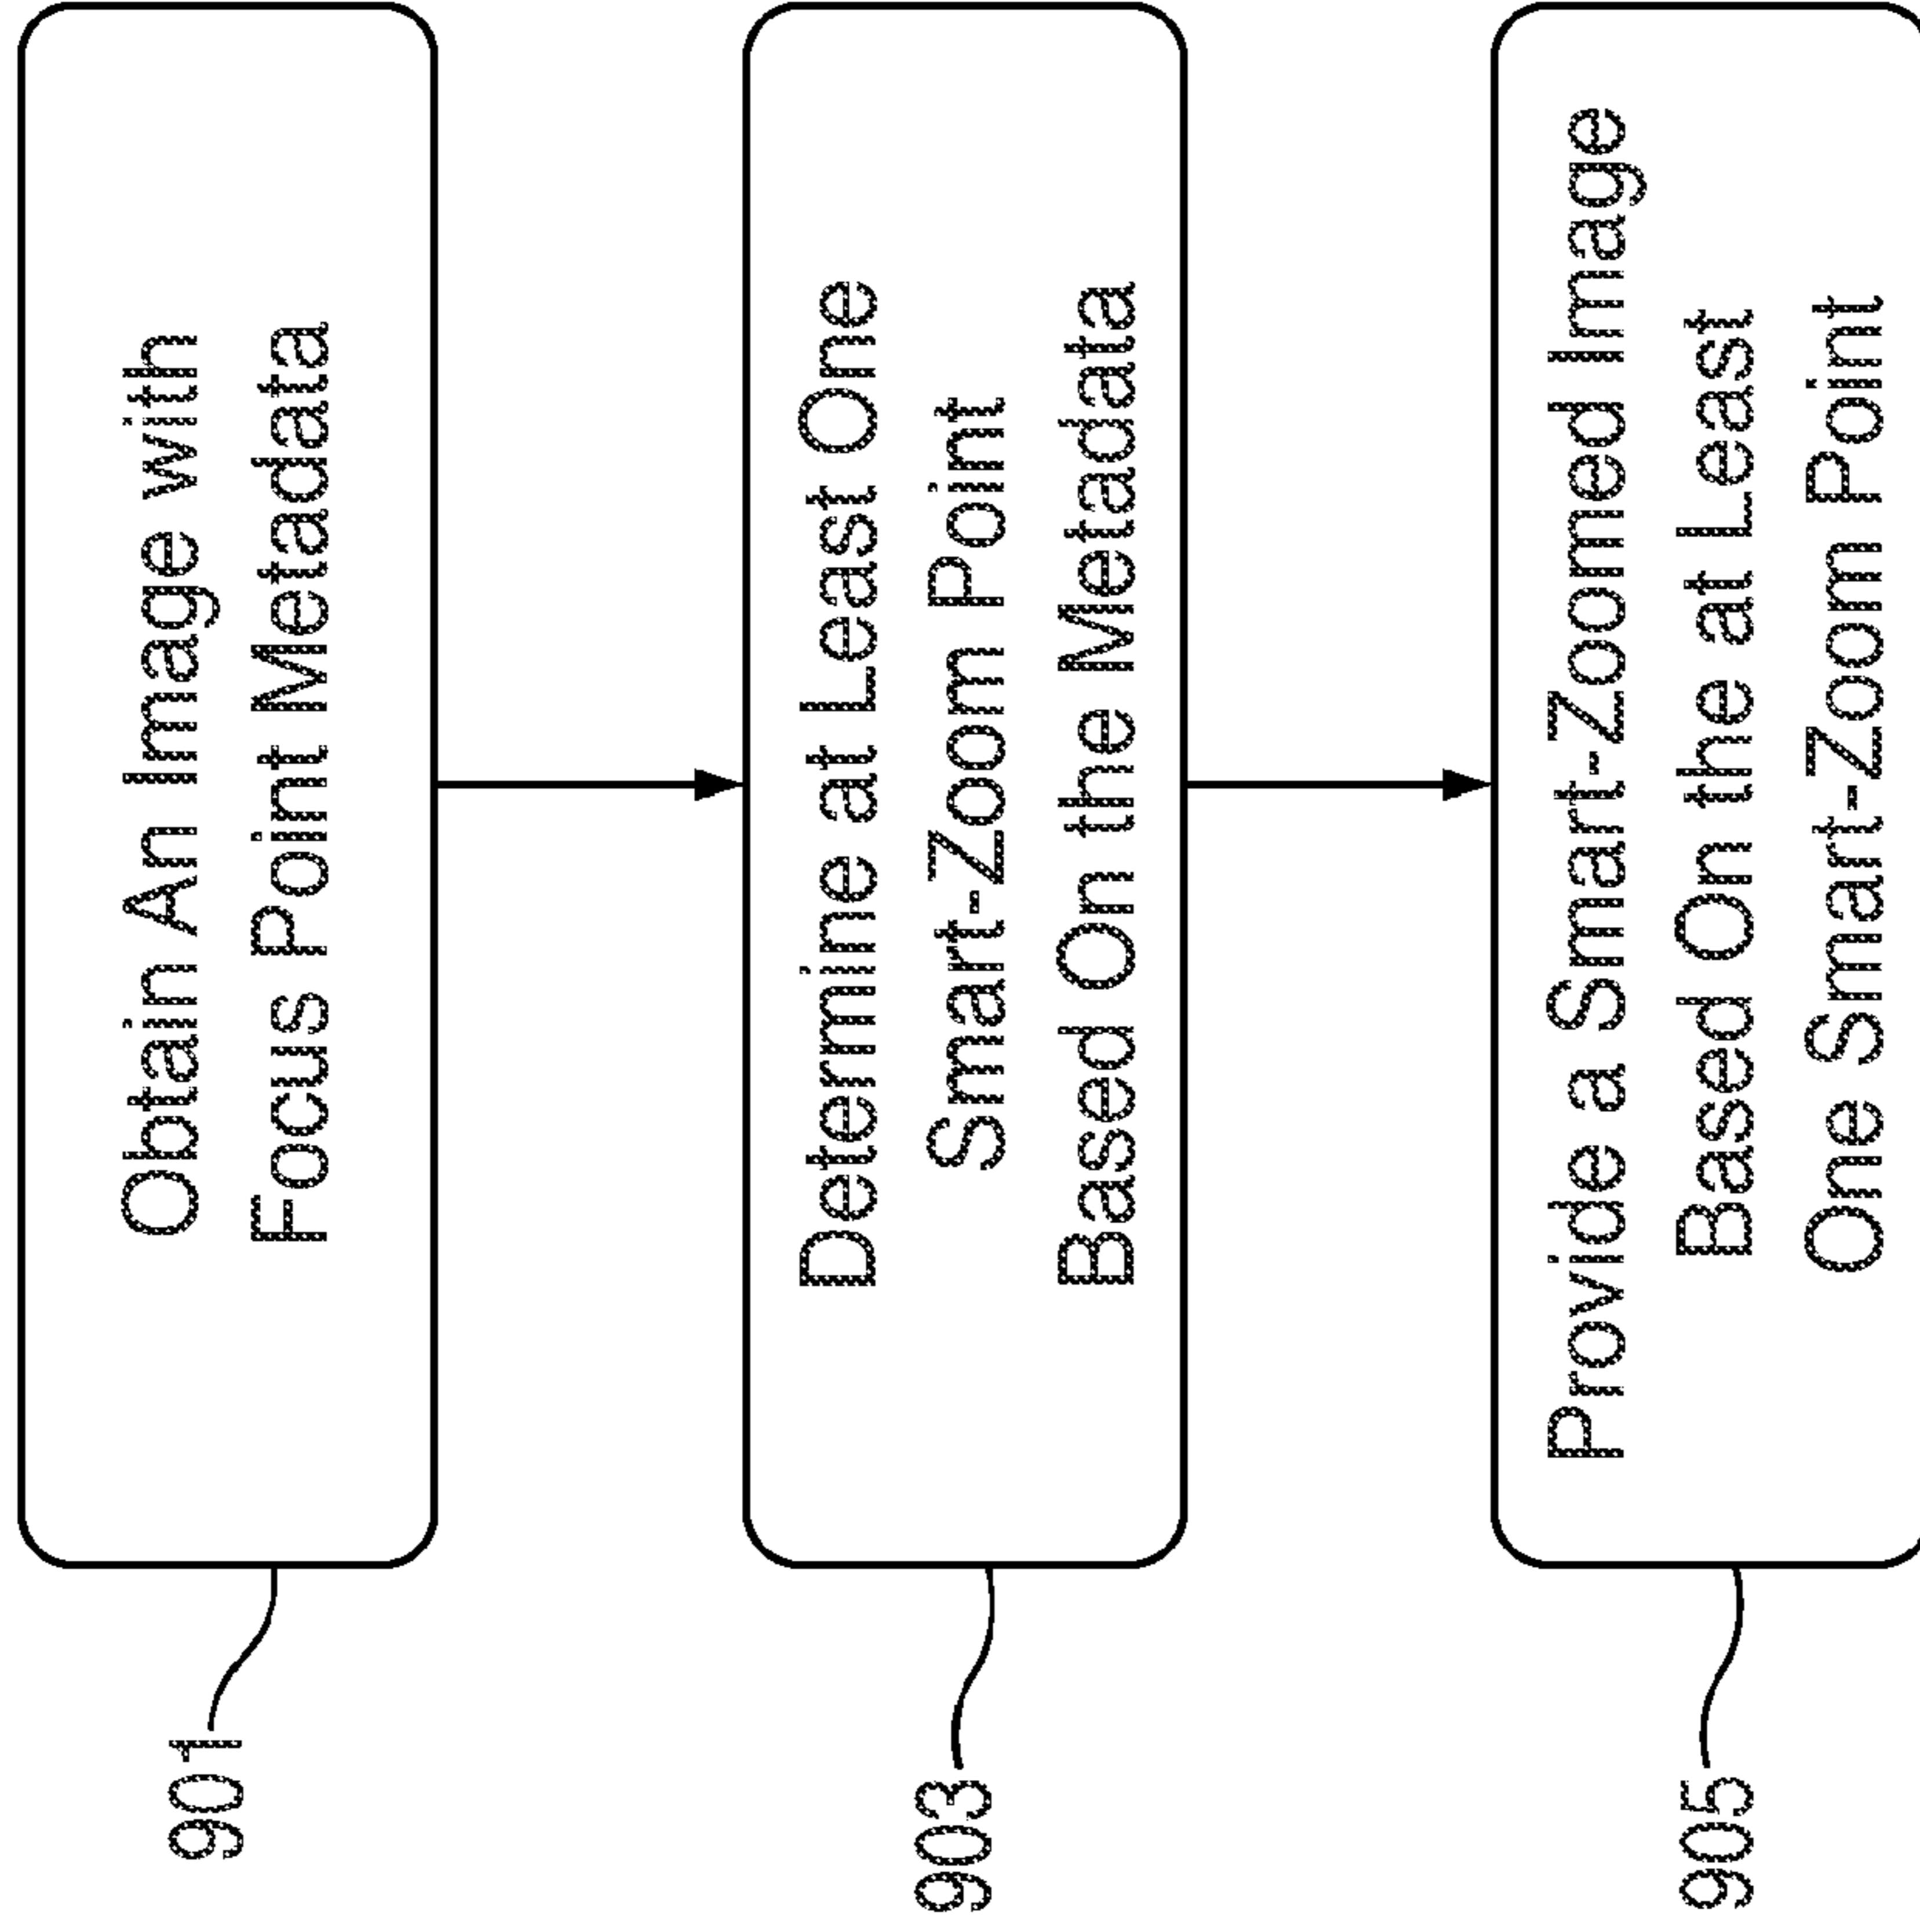 901
Obtain An Image with
Focus Point Metadata
903
Determine at Least One
Smart-Zoom Point
Based On the Metadata
905
Provide a Smart-Zoomed Image
Based On the at Least
One Smart-Zoom Point